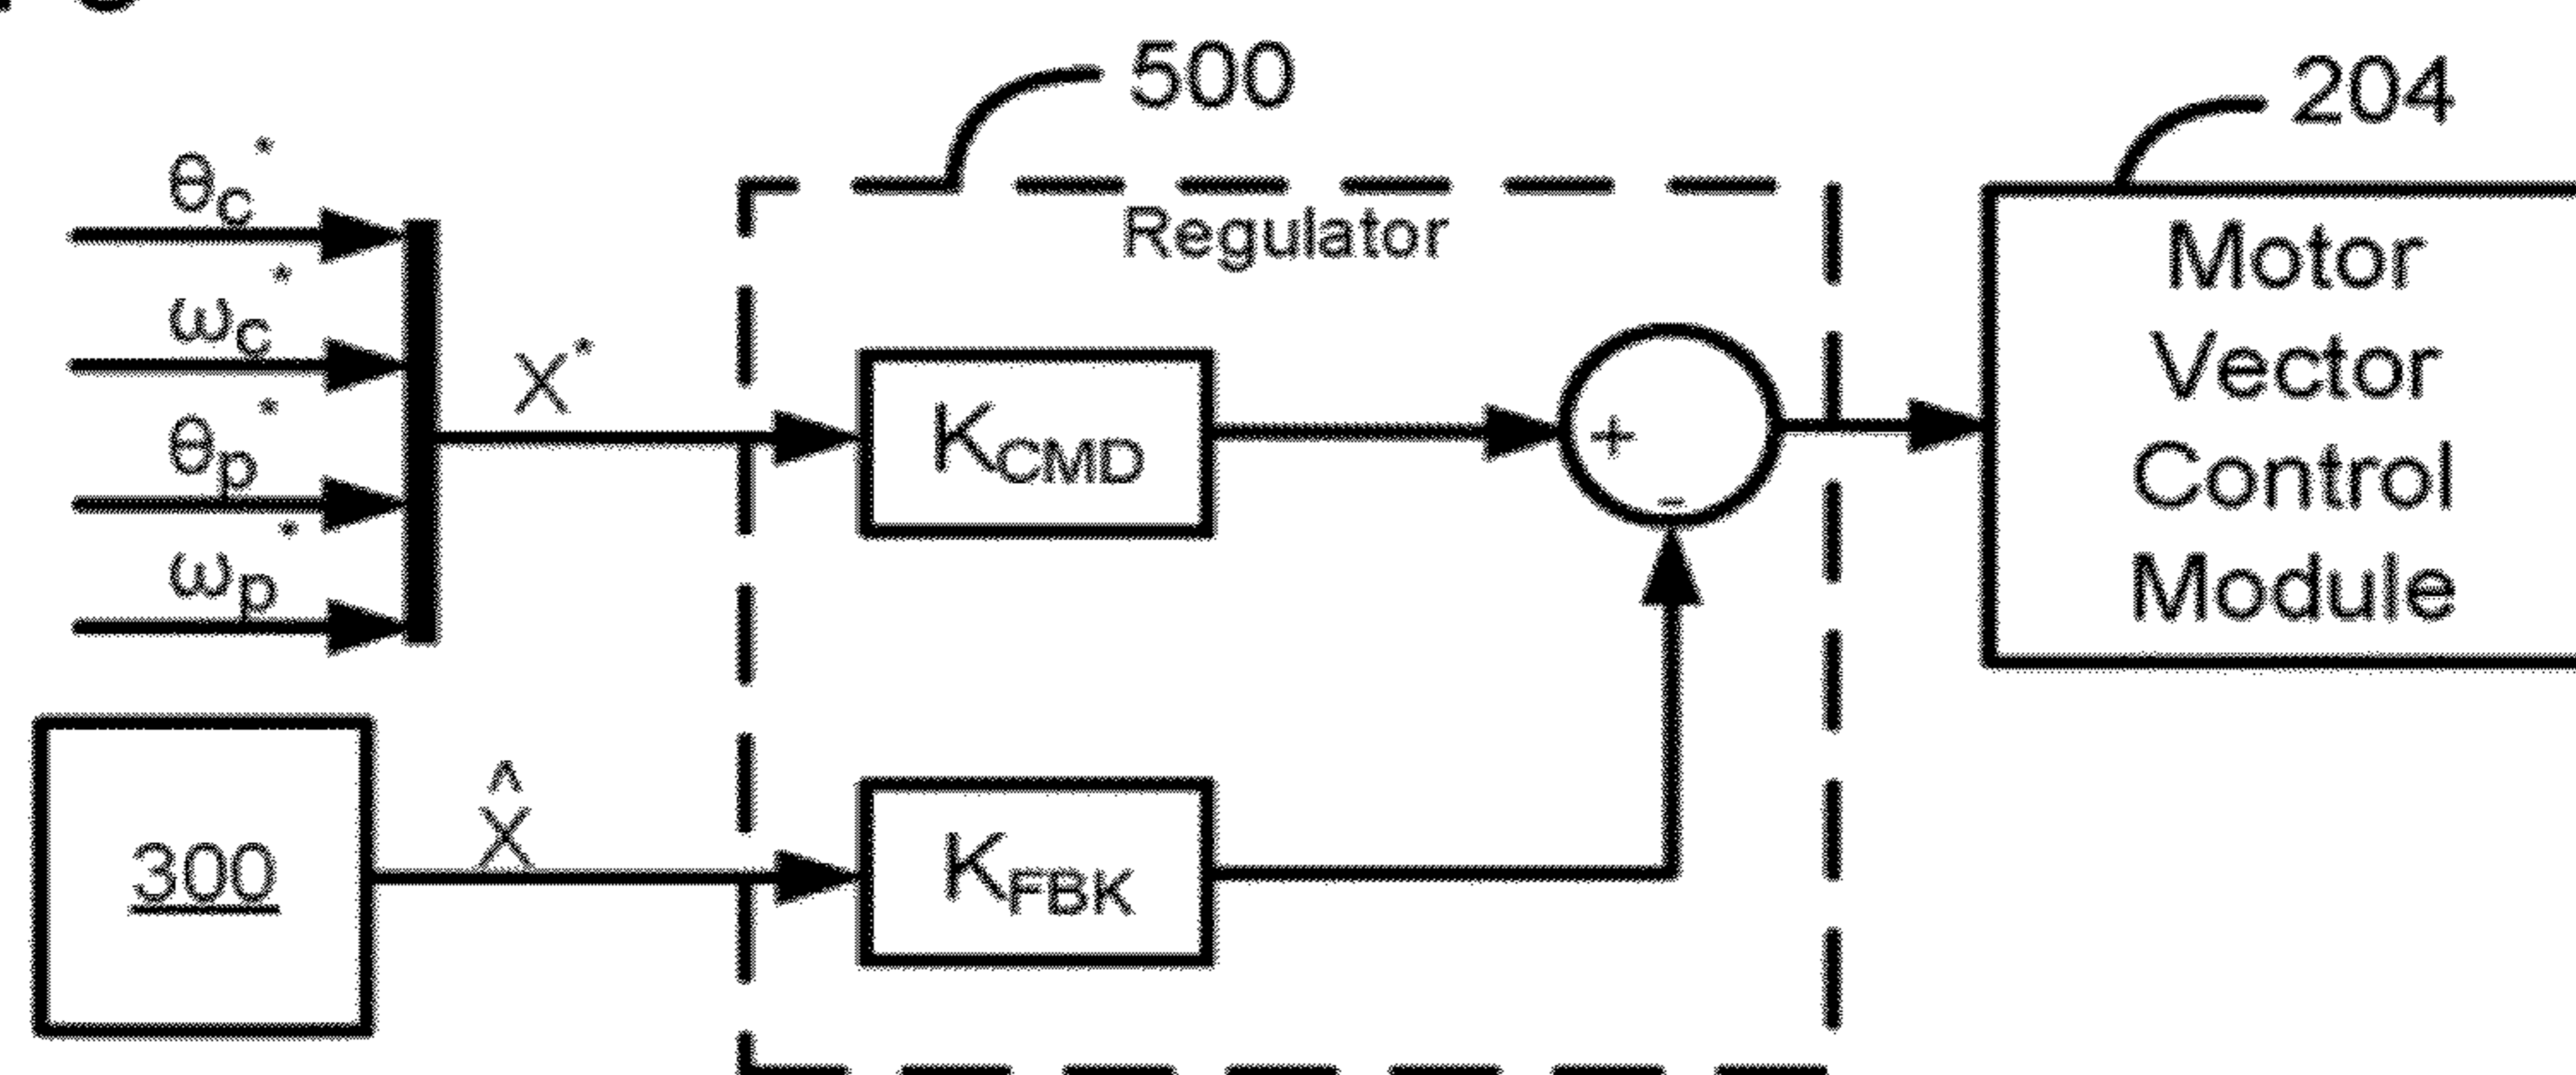 500
204
θc*
Regulator
Motor
Vector
Control
Module
ωc*
X*
θp*
KCMD
+
-
ωp*
X̂
300
KFBK